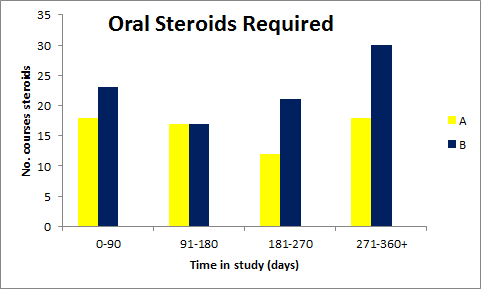 Oral Steroids Required
35
30
25
20
15
10
5
0
No. courses steroids
0-90
91-180
181-270
271-360+
Time in study (days)
A
B